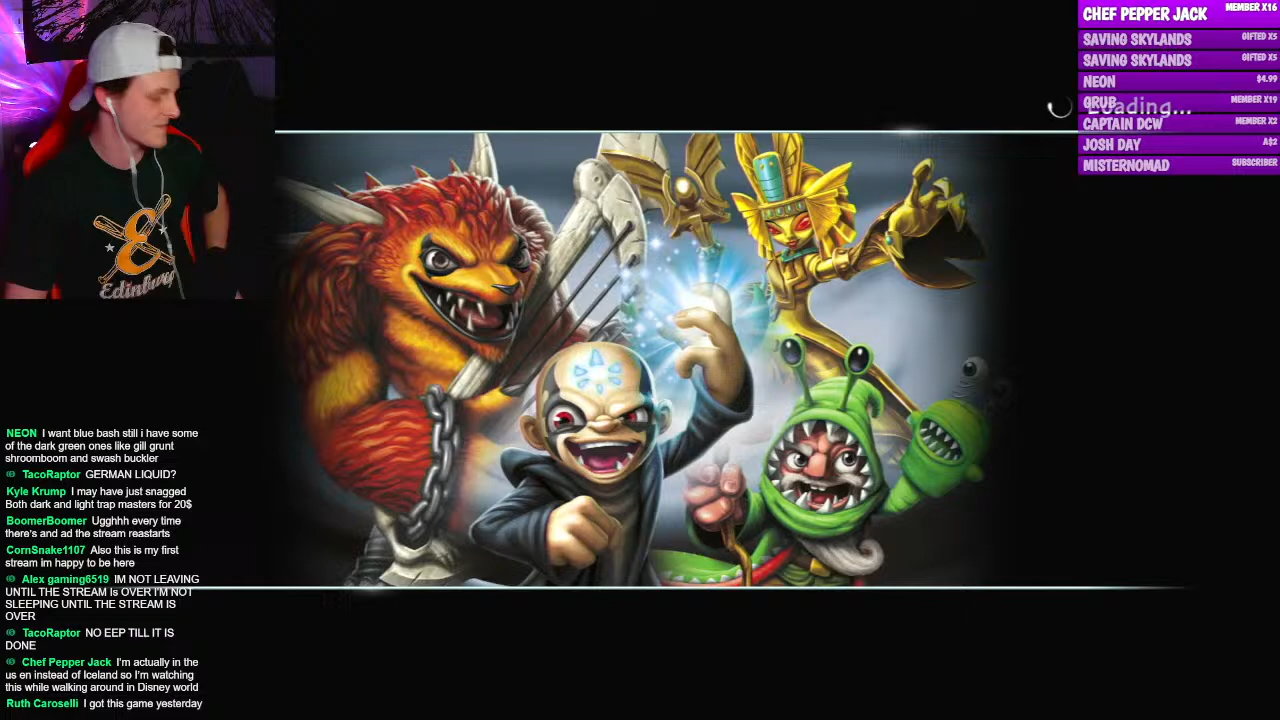 CHEF PEPPER JACK MEMBER X16
SAVING SKYLANDS GIFTED X5
SAVING SKYLANDS GIFTED X5
NEON $4.99
QRUB MEMBER X19
Loading...
CAPTAIN DCW MEMBER X2
JOSH DAY A$2
MISTERNOMAD SUBSCRIBER
E
Edinburgh
NEON I want blue bash still i have some
of the dark green ones like gill grunt
shroomboom and swash buckler
TacoRaptor GERMAN LIQUID?
Kyle Krump I may have just snagged
Both dark and light trap masters for 20$
BoomerBoomer Ugghhh every time
there's and ad the stream reastarts
CornSnake1107 Also this is my first
stream im happy to be here
Alex gaming6519 IM NOT LEAVING
UNTIL THE STREAM Is OVER I'M NOT
SLEEPING UNTIL THE STREAM IS
OVER
TacoRaptor NO EEP TILL IT IS
DONE
Chef Pepper Jack I'm actually in the
us en instead of Iceland so I'm watching
this while walking around in Disney world
Ruth Caroselli I got this game yesterday